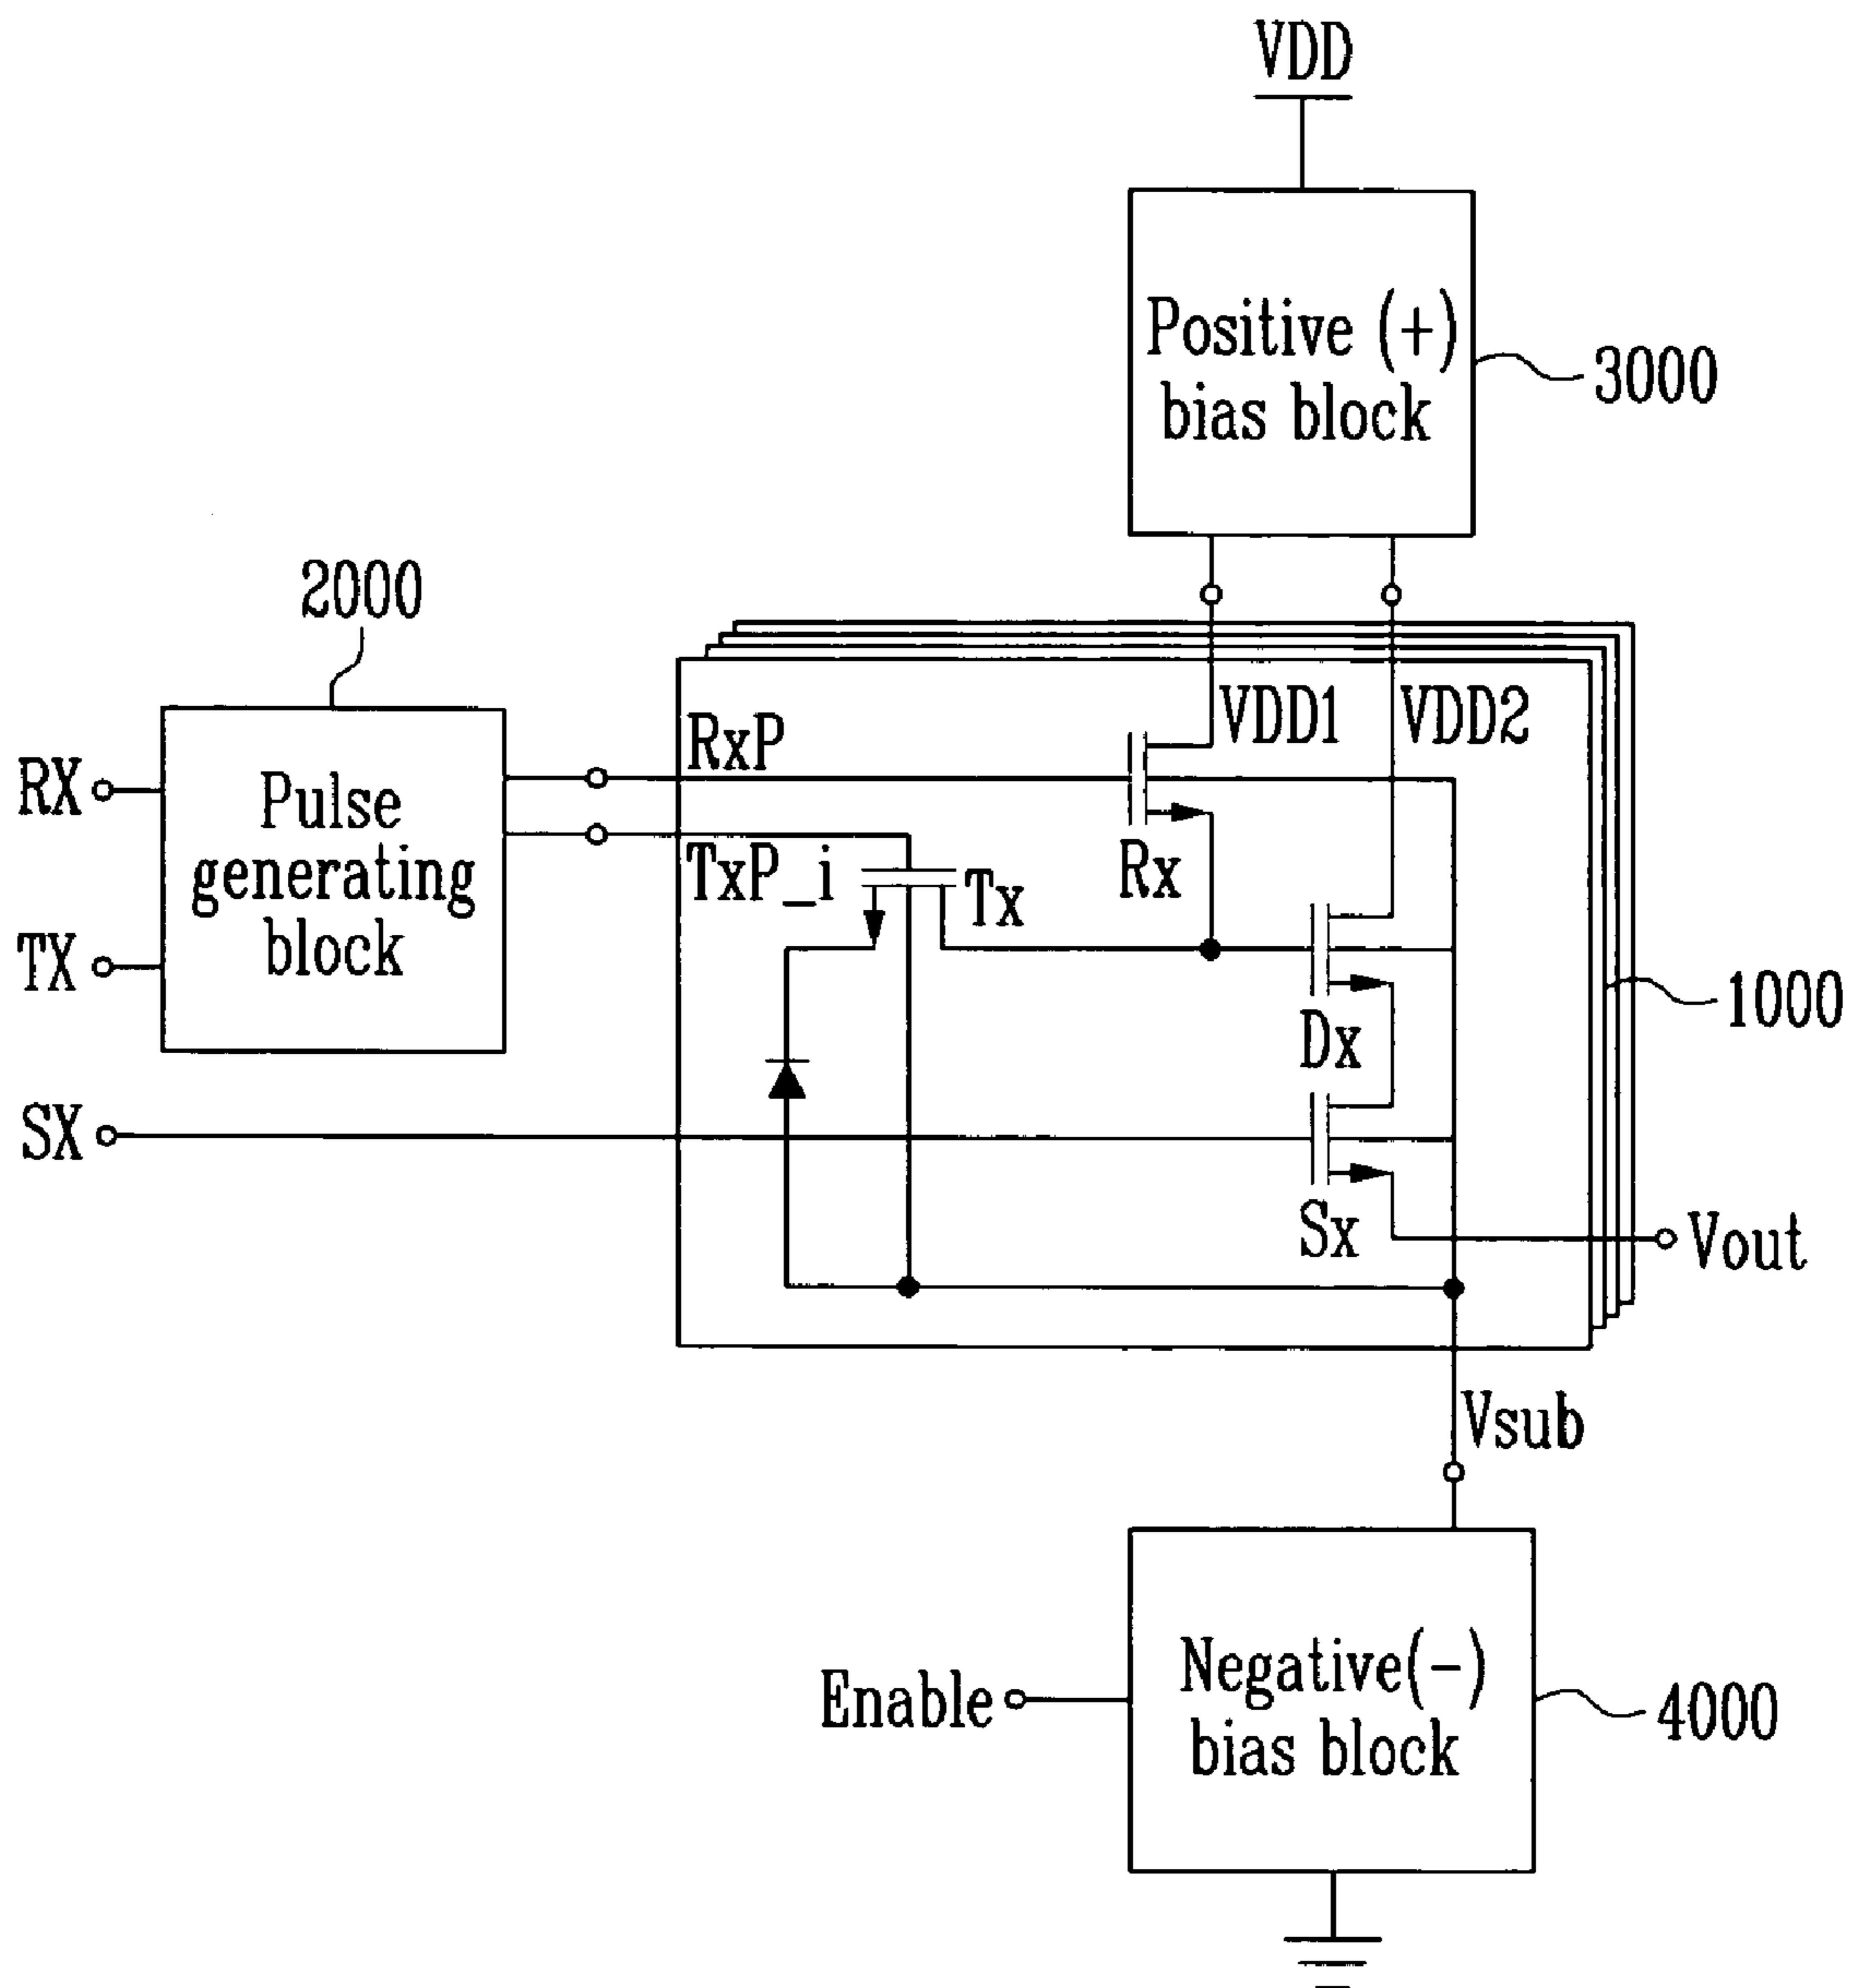 VDD
Positive (+)
bias block
3000
2000
RxP
VDD1
VDD2
RX
Pulse
generating
block
TxP_i
Tx
Rx
TX
1000
Dx
SX
Sx
Vout
Vsub
Enable
Negative(-)
bias block
4000